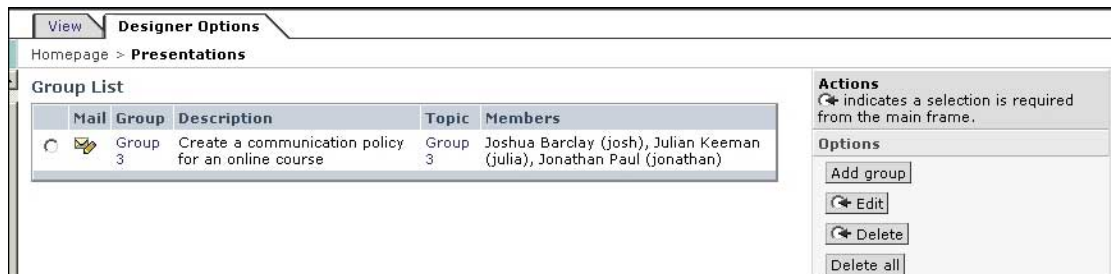 View Designer Options
Homepage > Presentations
Group List
Mail Group Description Topic Members
Group 3
Create a communication policy
for an online course
Group 3
Joshua Barclay (josh), Julian Keeman
(julia), Jonathan Paul (jonathan)
Actions
indicates a selection is required
from the main frame.
Options
Add group
Edit
Delete
Delete all